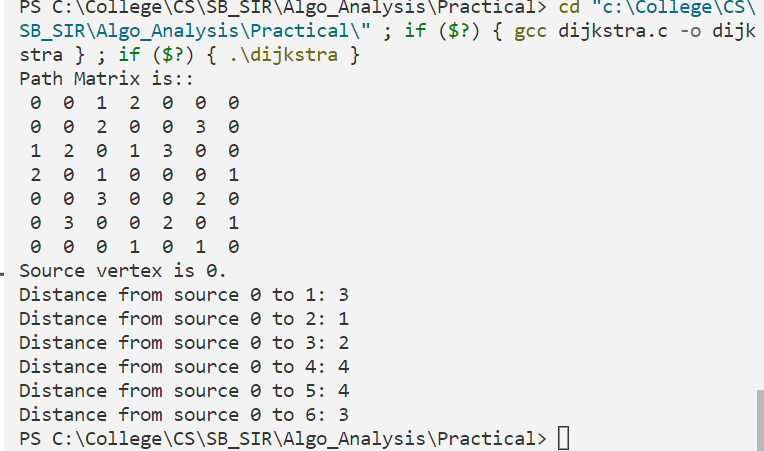 PS C:\College\CS\SB_SIR\Algo_Analysis\Practical> cd "c:\College\CS\
SB_SIR\Algo_Analysis\Practical\" ; if ($?) { gcc dijkstra.c -o dijk
stra } ; if ($?) { .\dijkstra }
Path Matrix is::
0 0 1 2 0 0 0
0 0 2 0 0 3 0
1 2 0 1 3 0 0
2 0 1 0 0 0 1
0 0 3 0 0 2 0
0 3 0 0 2 0 1
0 0 0 1 0 1 0
Source vertex is 0.
Distance from source 0 to 1: 3
Distance from source 0 to 2: 1
Distance from source 0 to 3: 2
Distance from source 0 to 4: 4
Distance from source 0 to 5: 4
Distance from source 0 to 6: 3
PS C:\College\CS\SB_SIR\Algo_Analysis\Practical>